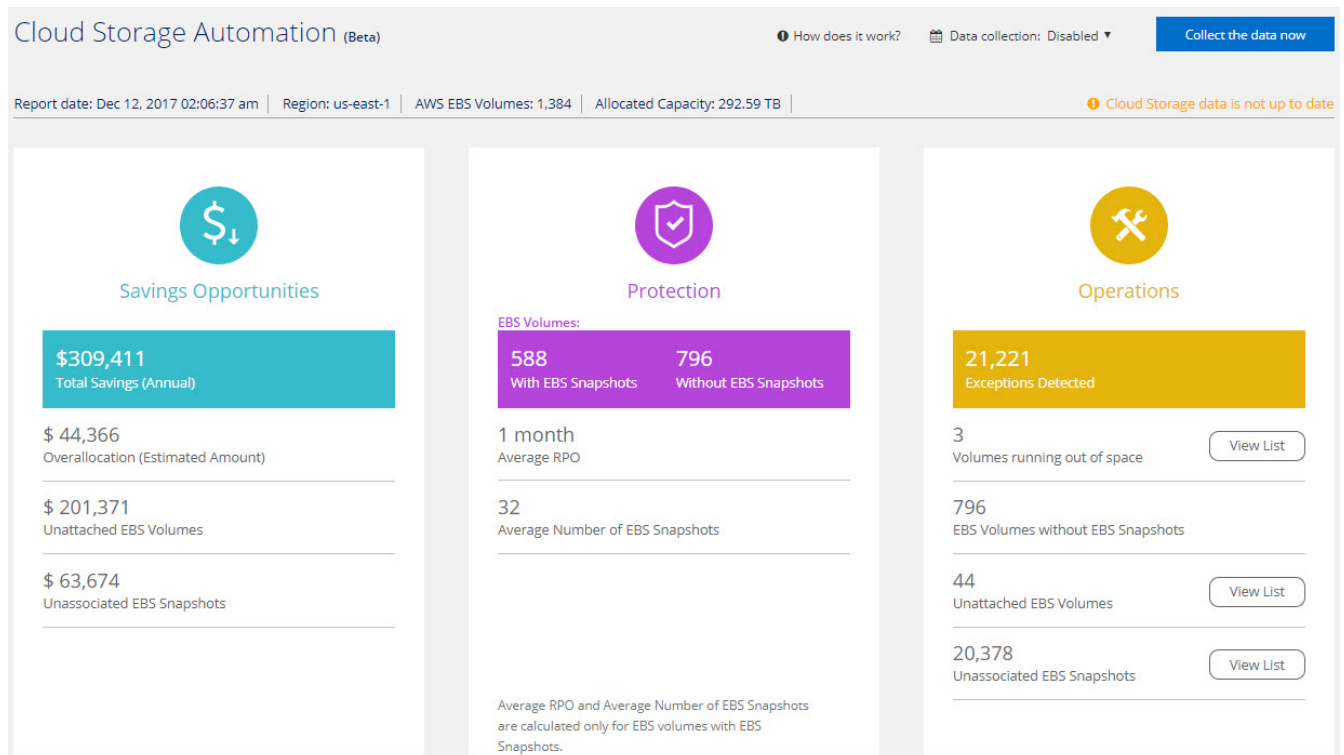 Cloud Storage Automation (Beta)
How does it work?
Data collection: Disabled
Collect the data now
Report date: Dec 12, 2017 02:06:37 am
Region: us-east-1
AWS EBS Volumes: 1,384
Allocated Capacity: 292.59 TB
Cloud Storage data is not up to date
Savings Opportunities
$309,411
Total Savings (Annual)
$ 44,366
Overallocation (Estimated Amount)
$ 201,371
Unattached EBS Volumes
$ 63,674
Unassociated EBS Snapshots
Protection
EBS Volumes:
588
With EBS Snapshots
796
Without EBS Snapshots
1 month
Average RPO
32
Average Number of EBS Snapshots
Average RPO and Average Number of EBS Snapshots
are calculated only for EBS volumes with EBS
Snapshots.
Operations
21,221
Exceptions Detected
3
Volumes running out of space
View List
796
EBS Volumes without EBS Snapshots
44
Unattached EBS Volumes
View List
20,378
Unassociated EBS Snapshots
View List